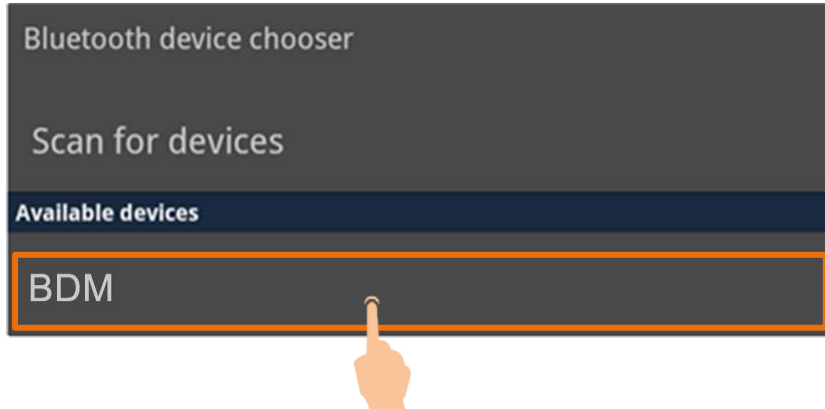 Bluetooth device chooser
Scan for devices
Available devices
BDM